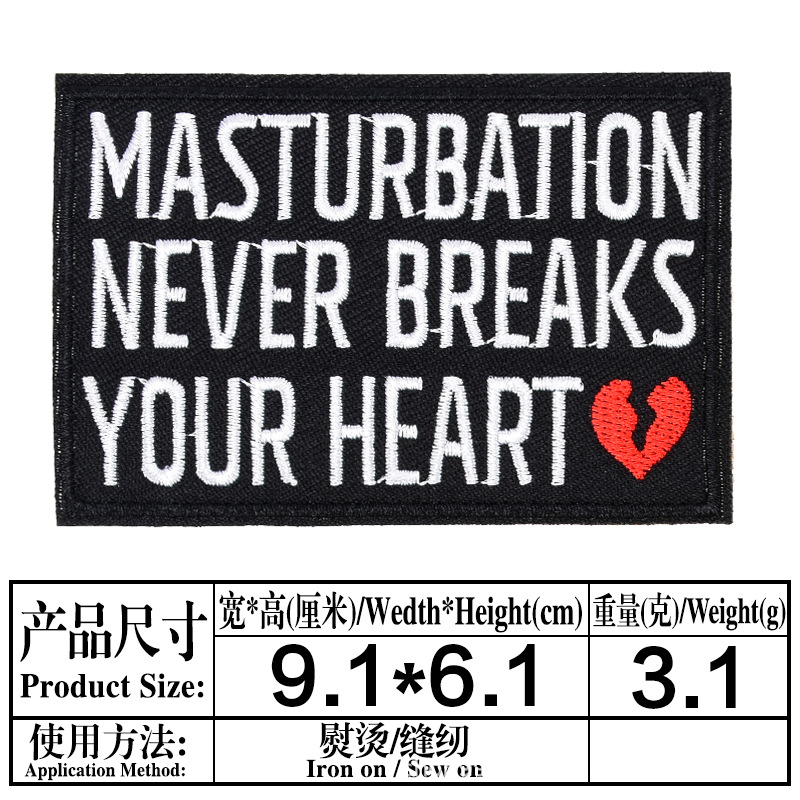 MASTURBATION
NEVER BREAKS
YOUR HEART
产品尺寸
Product Size:
宽*高(厘米)/Wedth*Height(cm)
重量(克)/Weight(g)
9.1*6.1
3.1
使用方法:
Application Method:
熨烫/缝纫
Iron on / Sew on